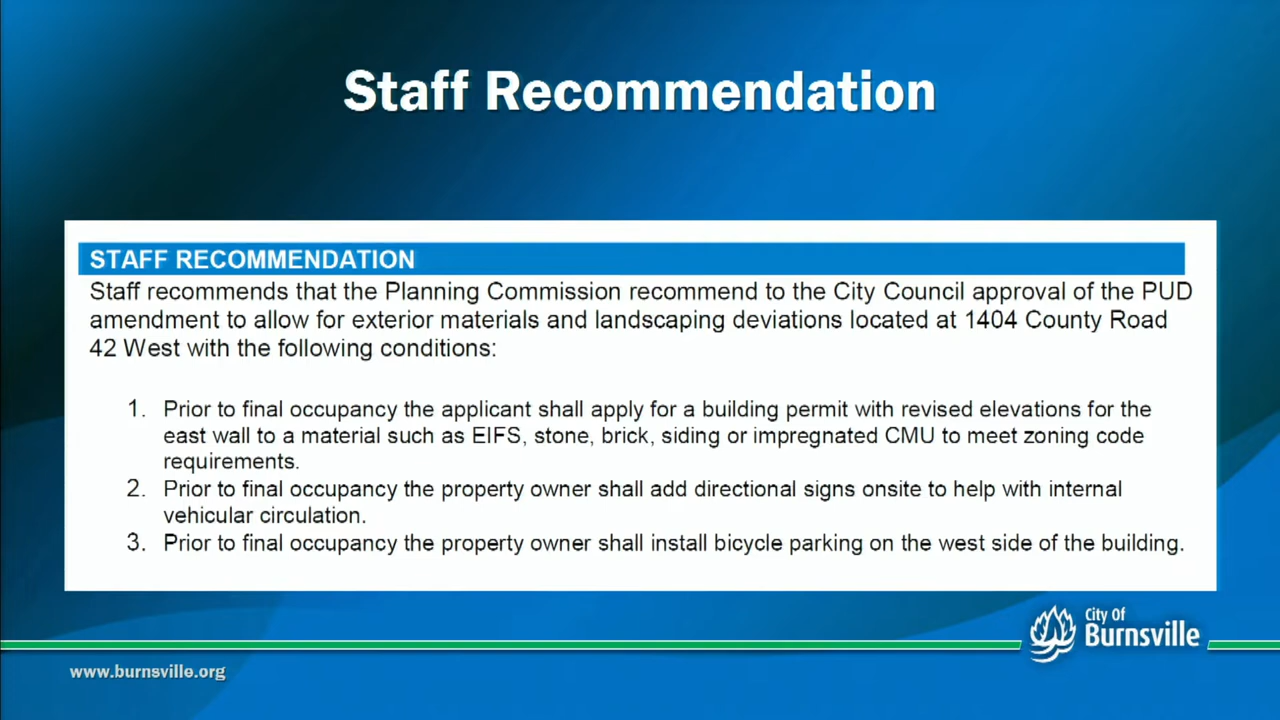 Staff Recommendation
STAFF RECOMMENDATION
Staff recommends that the Planning Commission recommend to the City Council approval of the PUD
amendment to allow for exterior materials and landscaping deviations located at 1404 County Road
42 West with the following conditions:
1. Prior to final occupancy the applicant shall apply for a building permit with revised elevations for the
east wall to a material such as EIFS, stone, brick, siding or impregnated CMU to meet zoning code
requirements.
2. Prior to final occupancy the property owner shall add directional signs onsite to help with internal
vehicular circulation.
3. Prior to final occupancy the property owner shall install bicycle parking on the west side of the building.
City Of
Burnsville
www.burnsville.org